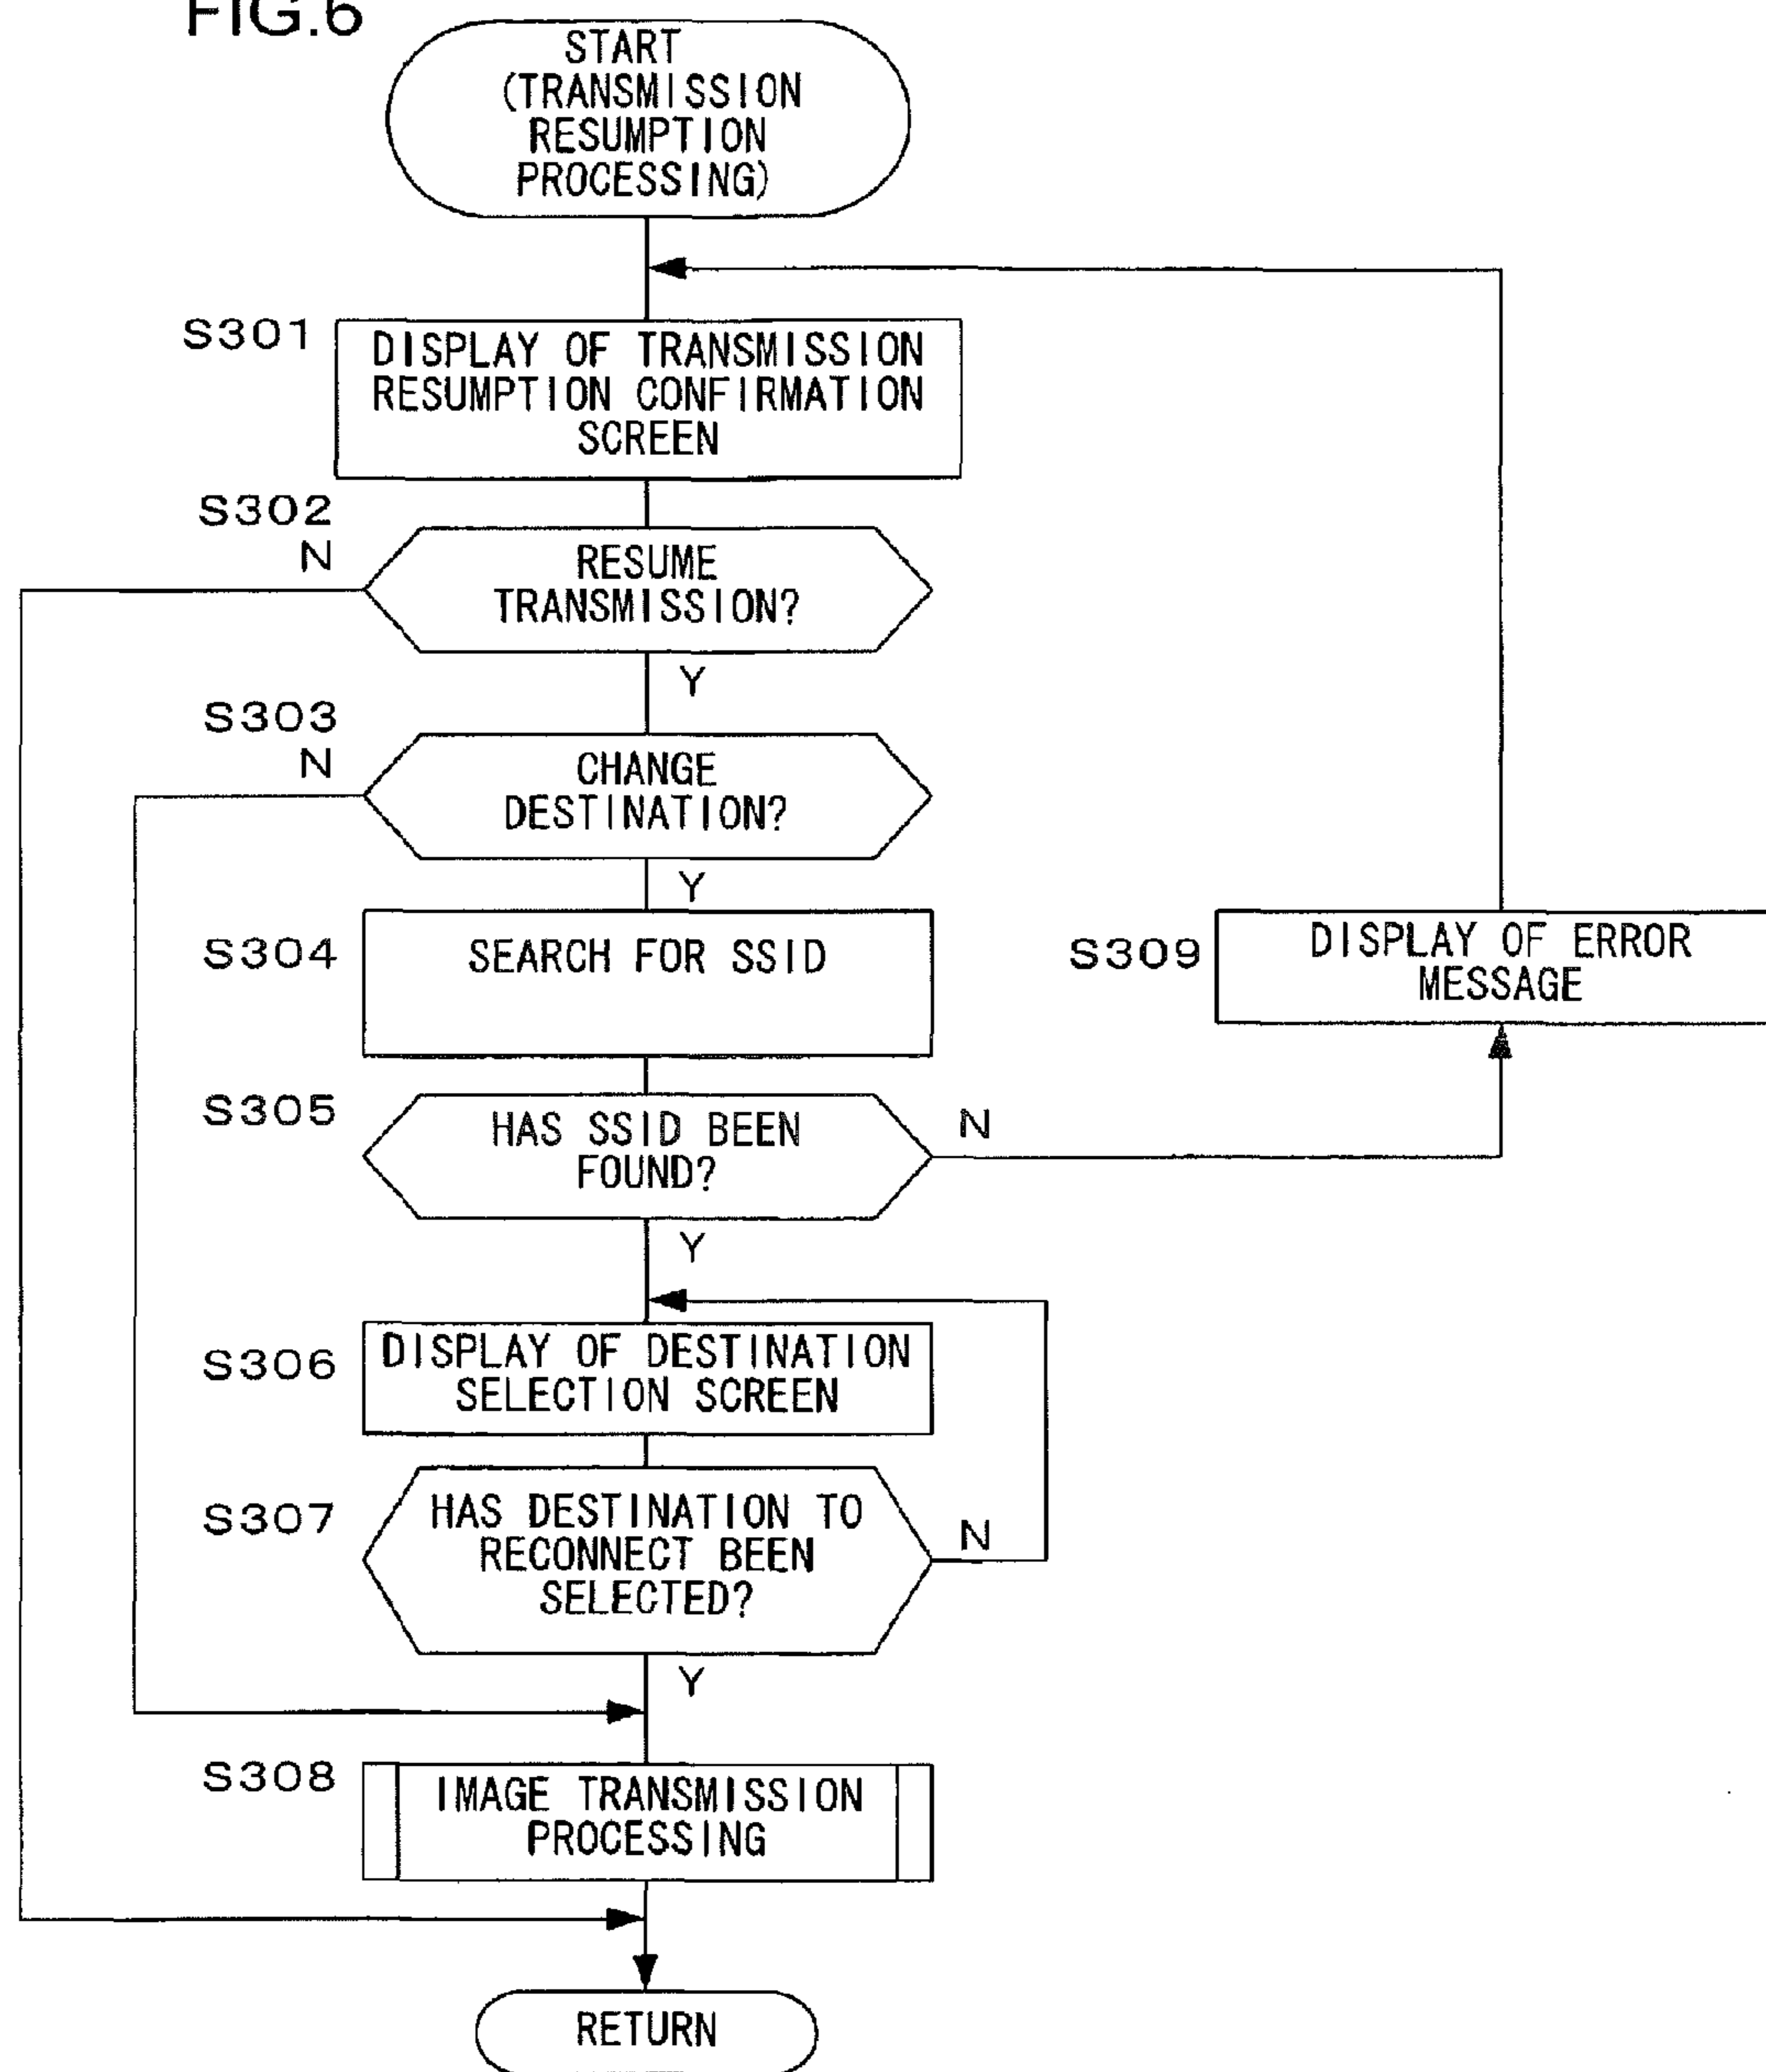 FIG.6
START
(TRANSMISSION
RESUMPTION
PROCESSING)
S301
DISPLAY OF TRANSMISSION
RESUMPTION CONFIRMATION
SCREEN
S302
N
RESUME
TRANSMISSION?
Y
S303
N
CHANGE
DESTINATION?
Y
S304
SEARCH FOR SSID
S309
DISPLAY OF ERROR
MESSAGE
S305
HAS SSID BEEN
FOUND?
N
Y
S306
DISPLAY OF DESTINATION
SELECTION SCREEN
S307
HAS DESTINATION TO
RECONNECT BEEN
SELECTED?
N
Y
S308
IMAGE TRANSMISSION
PROCESSING
RETURN